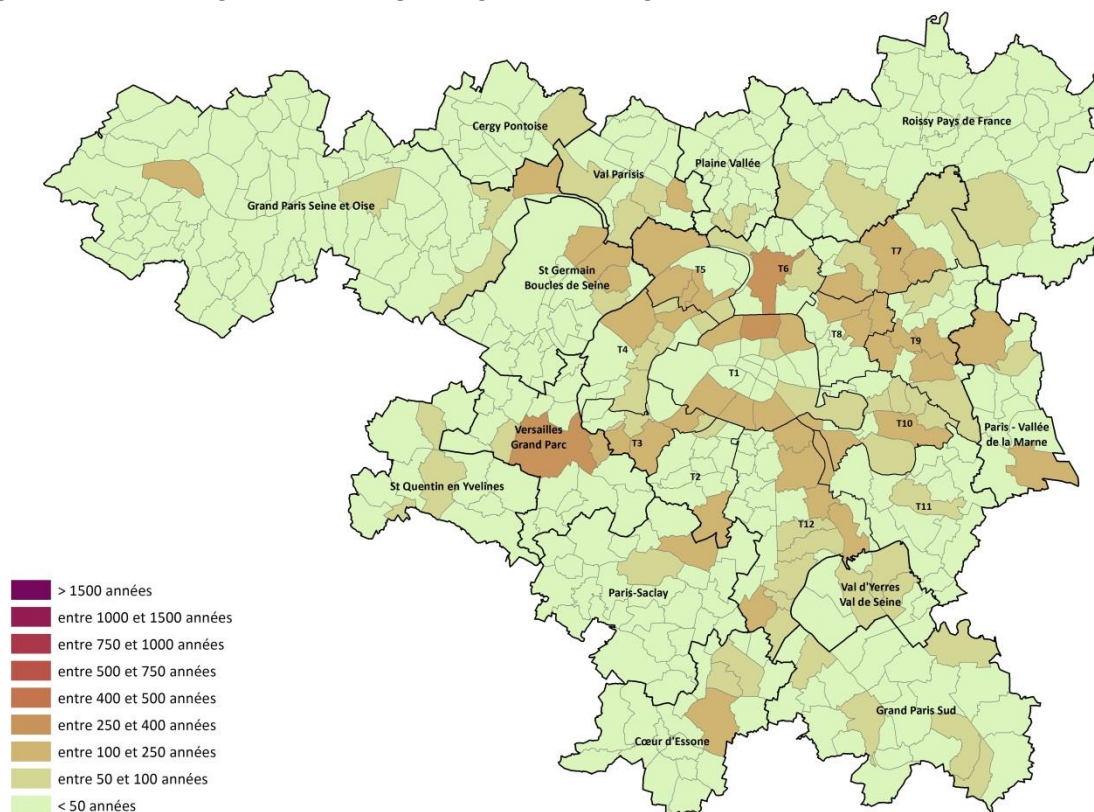 Cergy Pontoise
Roissy Pays de France
Plaine Vallée
Val Parisis
Grand Paris Seine et Oise
T7
T6
T5
St Germain
Boucles de Seine
T8
T9
T4
T1
Versailles
Grand Parc
T3
T10
Paris - Vallée
de la Marne
T2
St Quentin en Yvelines
T11
T12
Paris-Saclay
Val d'Yerres
Val de Seine
Grand Paris Sud
Cœur d'Essone
> 1500 années
entre 1000 et 1500 années
entre 750 et 1000 années
entre 500 et 750 années
entre 400 et 500 années
entre 250 et 400 années
entre 100 et 250 années
entre 50 et 100 années
< 50 années